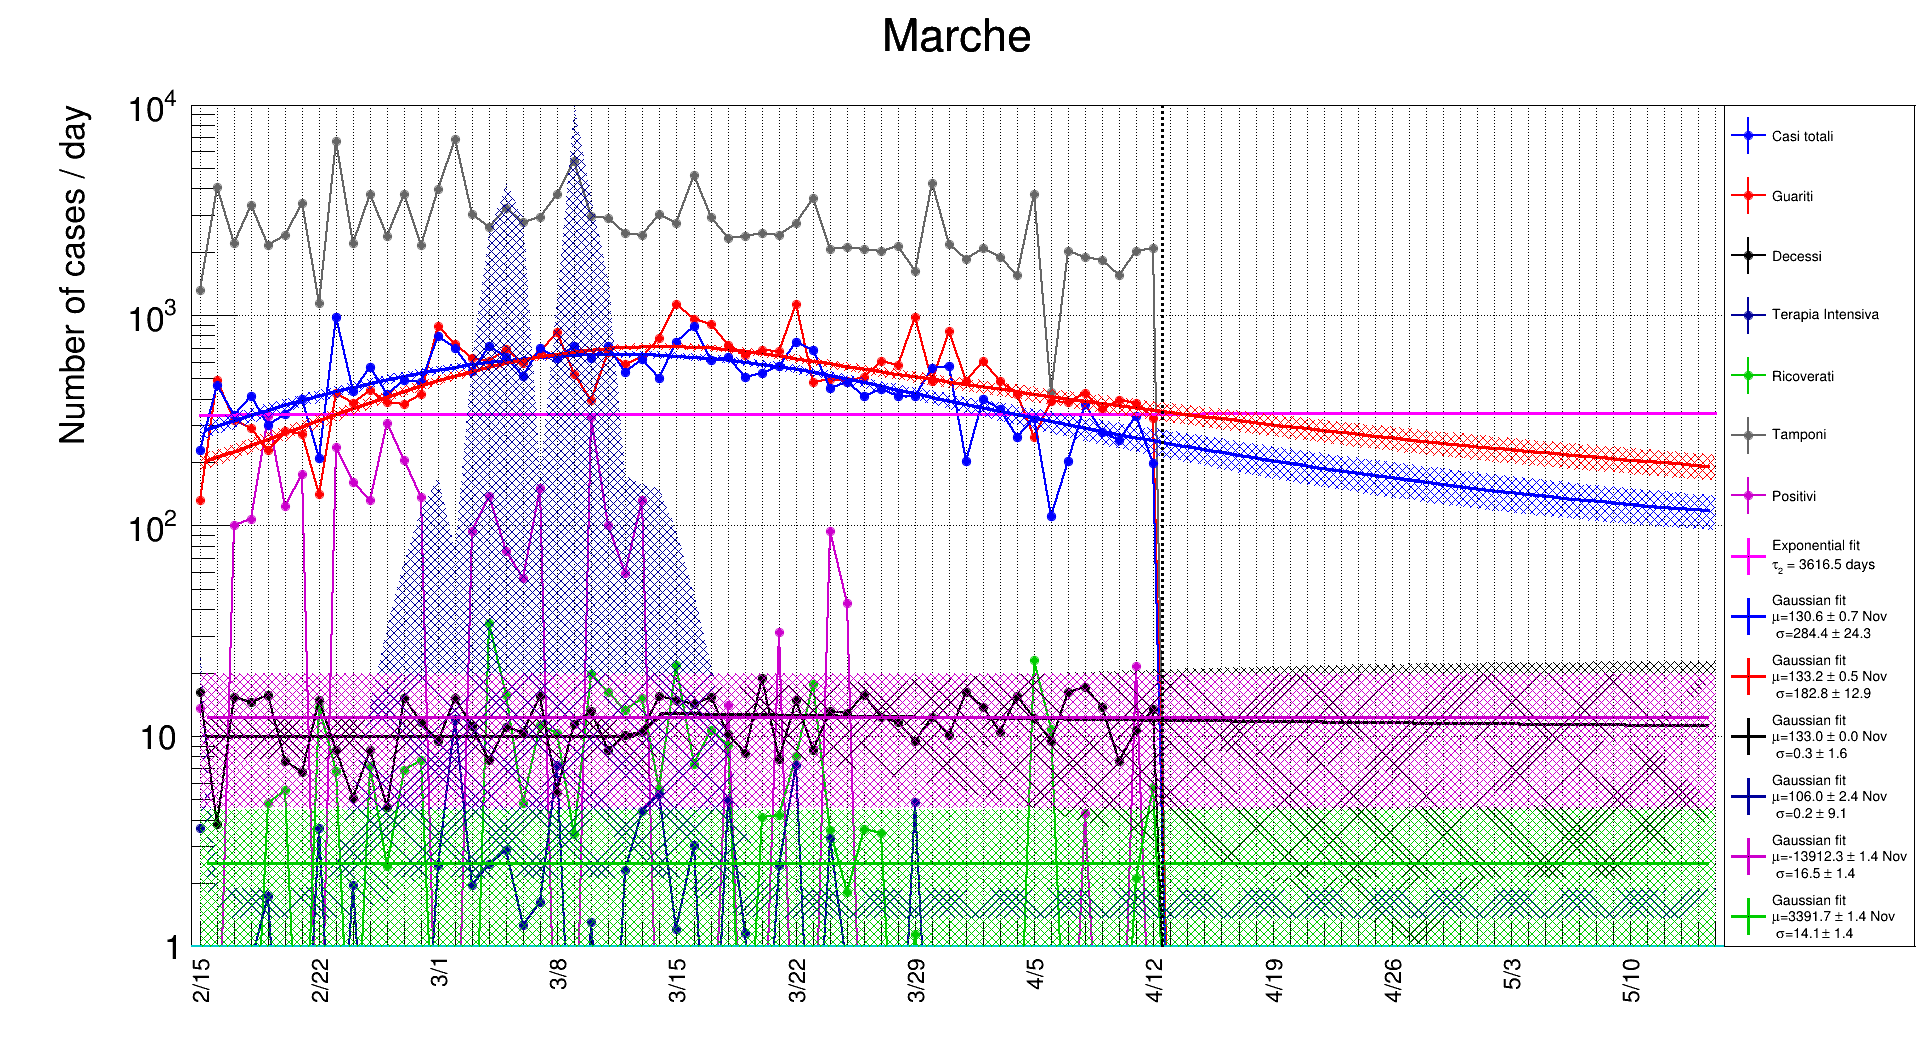 Marche
Number of cases / day
10^4
10^3
10^2
10
1
2/15
2/22
3/1
3/8
3/15
3/22
3/29
4/5
4/12
4/19
4/26
5/3
5/10
Casi totali
Guariti
Decessi
Terapia Intensiva
Ricoverati
Tamponi
Positivi
Exponential fit
τ₂ = 3616.5 days
Gaussian fit
μ=130.6 ± 0.7 Nov
σ=284.4 ± 24.3
Gaussian fit
μ=133.2 ± 0.5 Nov
σ=182.8 ± 12.9
Gaussian fit
μ=133.0 ± 0.0 Nov
σ=0.3 ± 1.6
Gaussian fit
μ=106.0 ± 2.4 Nov
σ=0.2 ± 9.1
Gaussian fit
μ=-13912.3 ± 1.4 Nov
σ=16.5 ± 1.4
Gaussian fit
μ=3391.7 ± 1.4 Nov
σ=14.1 ± 1.4